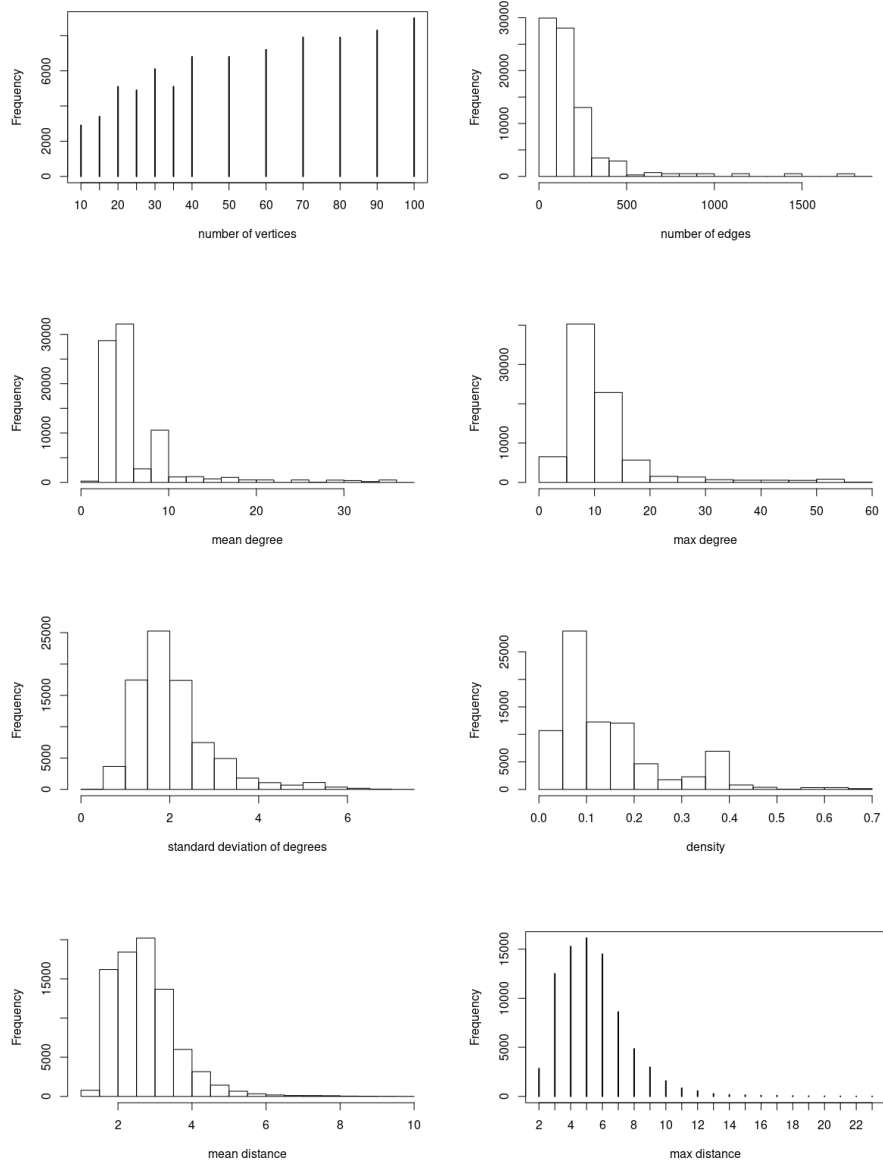 Frequency
0 2000 6000
10 20 30 40 50 60 70 80 90 100
number of vertices
Frequency
0 10000 20000 30000
0 500 1000 1500
number of edges
Frequency
0 10000 20000 30000
0 10 20 30
mean degree
Frequency
0 10000 30000
0 10 20 30 40 50 60
max degree
Frequency
0 5000 15000 25000
0 2 4 6
standard deviation of degrees
Frequency
0 5000 15000 25000
0.0 0.1 0.2 0.3 0.4 0.5 0.6 0.7
density
Frequency
0 5000 15000
2 4 6 8 10
mean distance
Frequency
0 5000 10000 15000
2 4 6 8 10 12 14 16 18 20 22
max distance